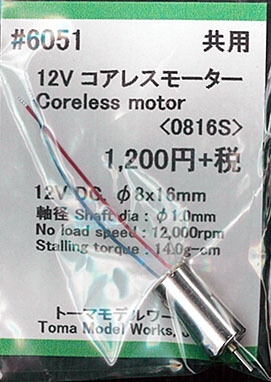 #6051 共用
12V コアレスモーター
Coreless motor
<0816S>
1,200円+税
12V DC. φ8x16mm
軸径 Shaft dia : φ1.0mm
No load speed : 12,000rpm
Stalling torque : 14.0g-cm
トーマモデルワー
Toma Model Works,